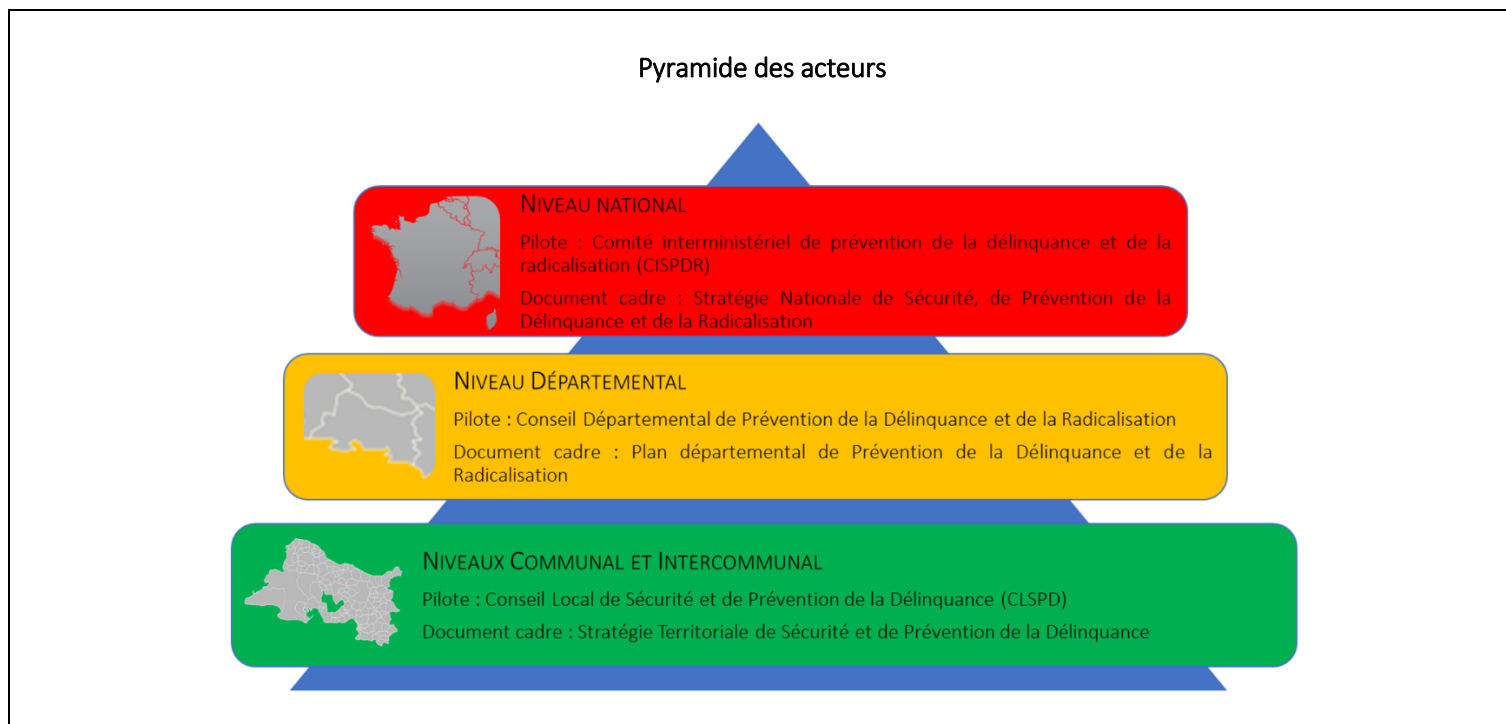 Pyramide des acteurs
NIVEAU NATIONAL
Pilote : Comité interministériel de prévention de la délinquance et de la
radicalisation (CISPDR)
Document cadre : Stratégie Nationale de Sécurité, de Prévention de la
Délinquance et de la Radicalisation
NIVEAU DÉPARTEMENTAL
Pilote : Conseil Départemental de Prévention de la Délinquance et de la Radicalisation
Document cadre : Plan départemental de Prévention de la Délinquance et de la
Radicalisation
NIVEAUX COMMUNAL ET INTERCOMMUNAL
Pilote : Conseil Local de Sécurité et de Prévention de la Délinquance (CLSPD)
Document cadre : Stratégie Territoriale de Sécurité et de Prévention de la Délinquance